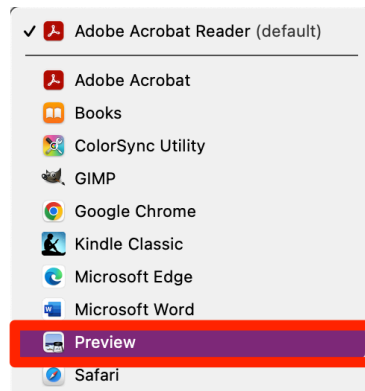 Adobe Acrobat Reader (default)
Adobe Acrobat
Books
ColorSync Utility
GIMP
Google Chrome
Kindle Classic
Microsoft Edge
Microsoft Word
Preview
Safari